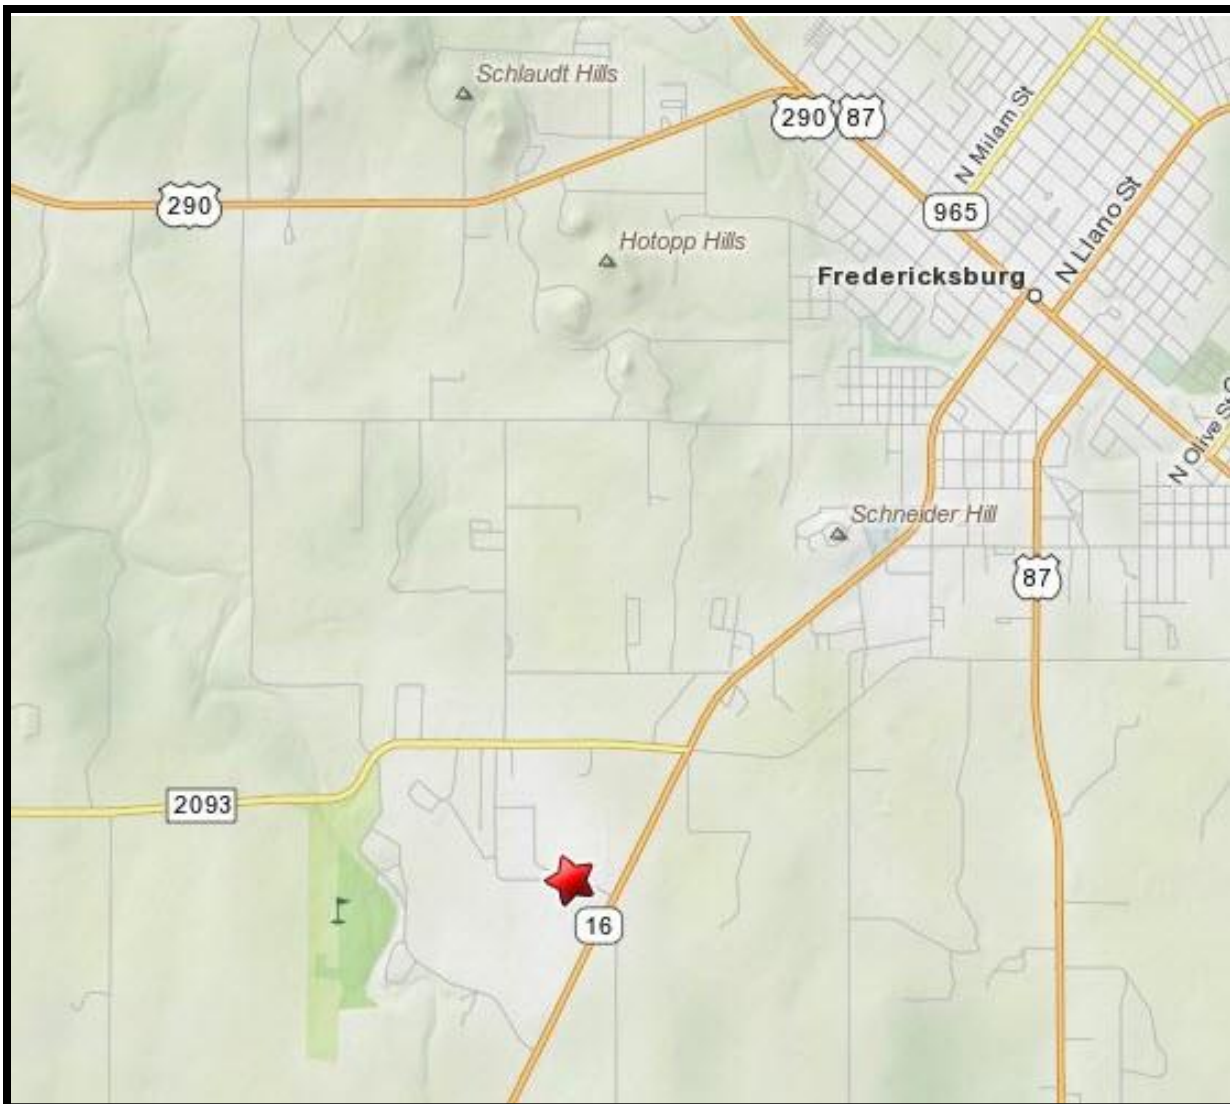 Schlaudt Hills
290
87
N Milam St
290
965
N Llano St
Hotopp Hills
Fredericksburg
N Olive St
Schneider Hill
87
2093
16